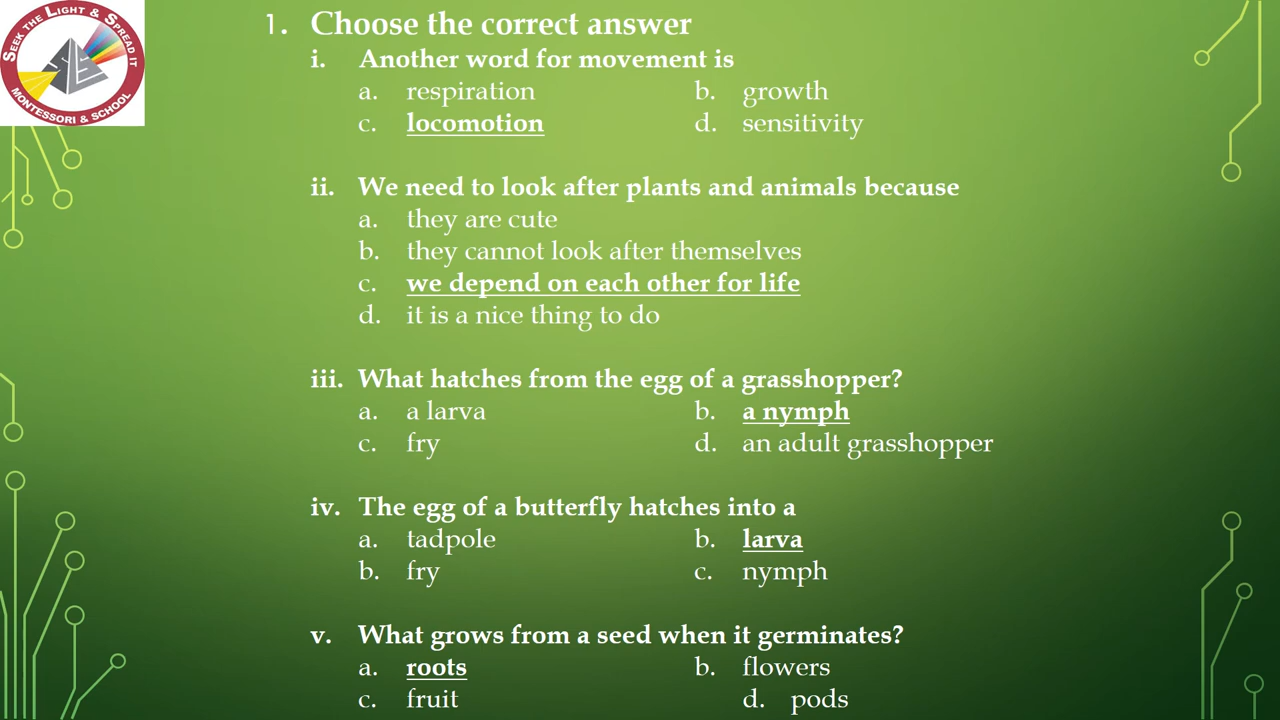 SEEK THE LIGHT & SPREAD IT
MONTESSORI & SCHOOL
1. Choose the correct answer
i. Another word for movement is
a. respiration b. growth
c. locomotion d. sensitivity
ii. We need to look after plants and animals because
a. they are cute
b. they cannot look after themselves
c. we depend on each other for life
d. it is a nice thing to do
iii. What hatches from the egg of a grasshopper?
a. a larva b. a nymph
c. fry d. an adult grasshopper
iv. The egg of a butterfly hatches into a
a. tadpole b. larva
b. fry c. nymph
v. What grows from a seed when it germinates?
a. roots b. flowers
c. fruit d. pods